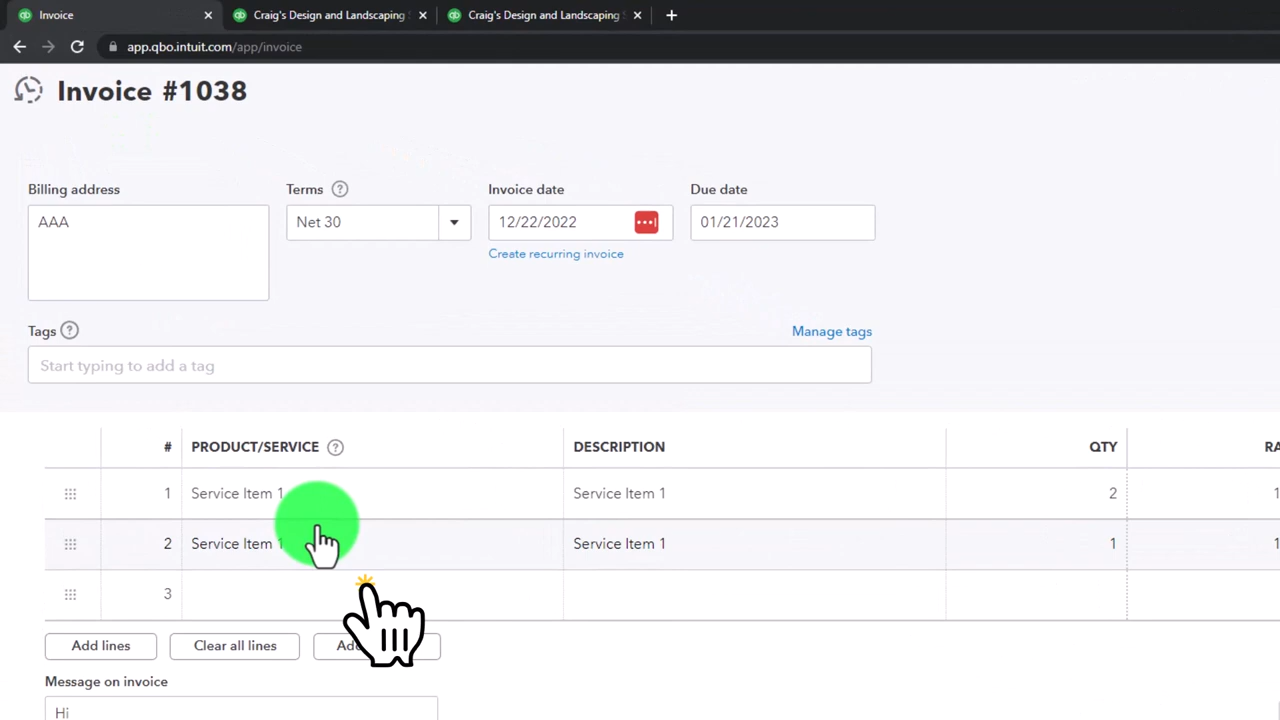 Invoice
Craig's Design and Landscaping
Craig's Design and Landscaping
app.qbo.intuit.com/app/invoice
Invoice #1038
Billing address
Terms
Invoice date
Due date
AAA
Net 30
12/22/2022
01/21/2023
Create recurring invoice
Tags
Manage tags
Start typing to add a tag
# PRODUCT/SERVICE DESCRIPTION QTY
1 Service Item 1 Service Item 1 2
2 Service Item 1 Service Item 1 1
3
Add lines
Clear all lines
Message on invoice
Hi